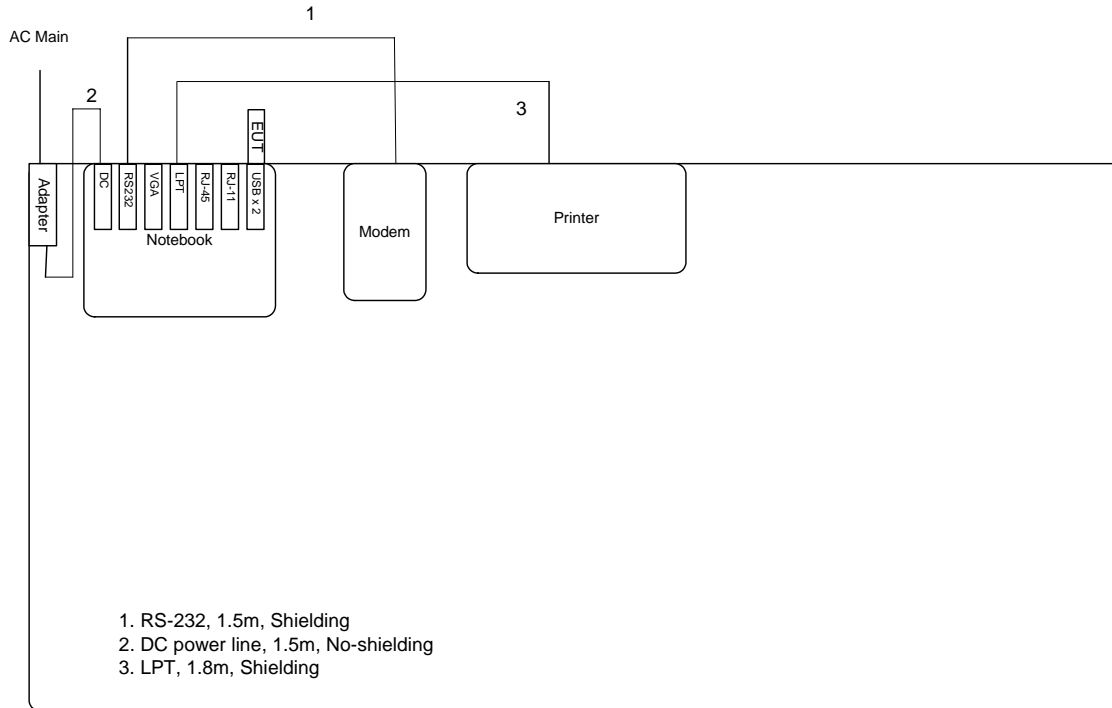 1
AC Main
2
3
EUT
Adapter
DC
RS232
VGA
LPT
RJ-45
RJ-11
USB x 2
Notebook
Modem
Printer
1. RS-232, 1.5m, Shielding
2. DC power line, 1.5m, No-shielding
3. LPT, 1.8m, Shielding